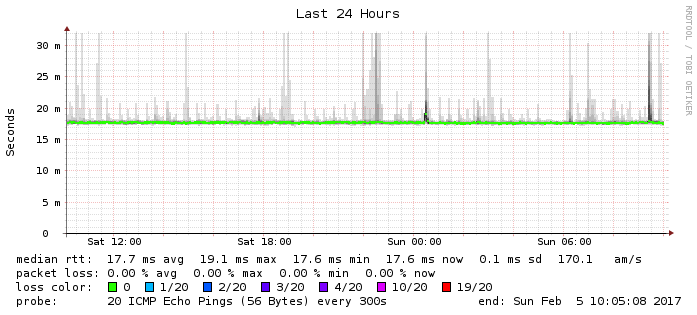 Last 24 Hours
RRDTOOL / TOBI OETIKER
Seconds
30 m
25 m
20 m
15 m
10 m
5 m
0
Sat 12:00 Sat 18:00 Sun 00:00 Sun 06:00
median rtt: 17.7 ms avg 19.1 ms max 17.6 ms min 17.6 ms now 0.1 ms sd 170.1 am/s
packet loss: 0.00 % avg 0.00 % max 0.00 % min 0.00 % now
loss color: 0 1/20 2/20 3/20 4/20 10/20 19/20
probe: 20 ICMP Echo Pings (56 Bytes) every 300s end: Sun Feb 5 10:05:08 2017